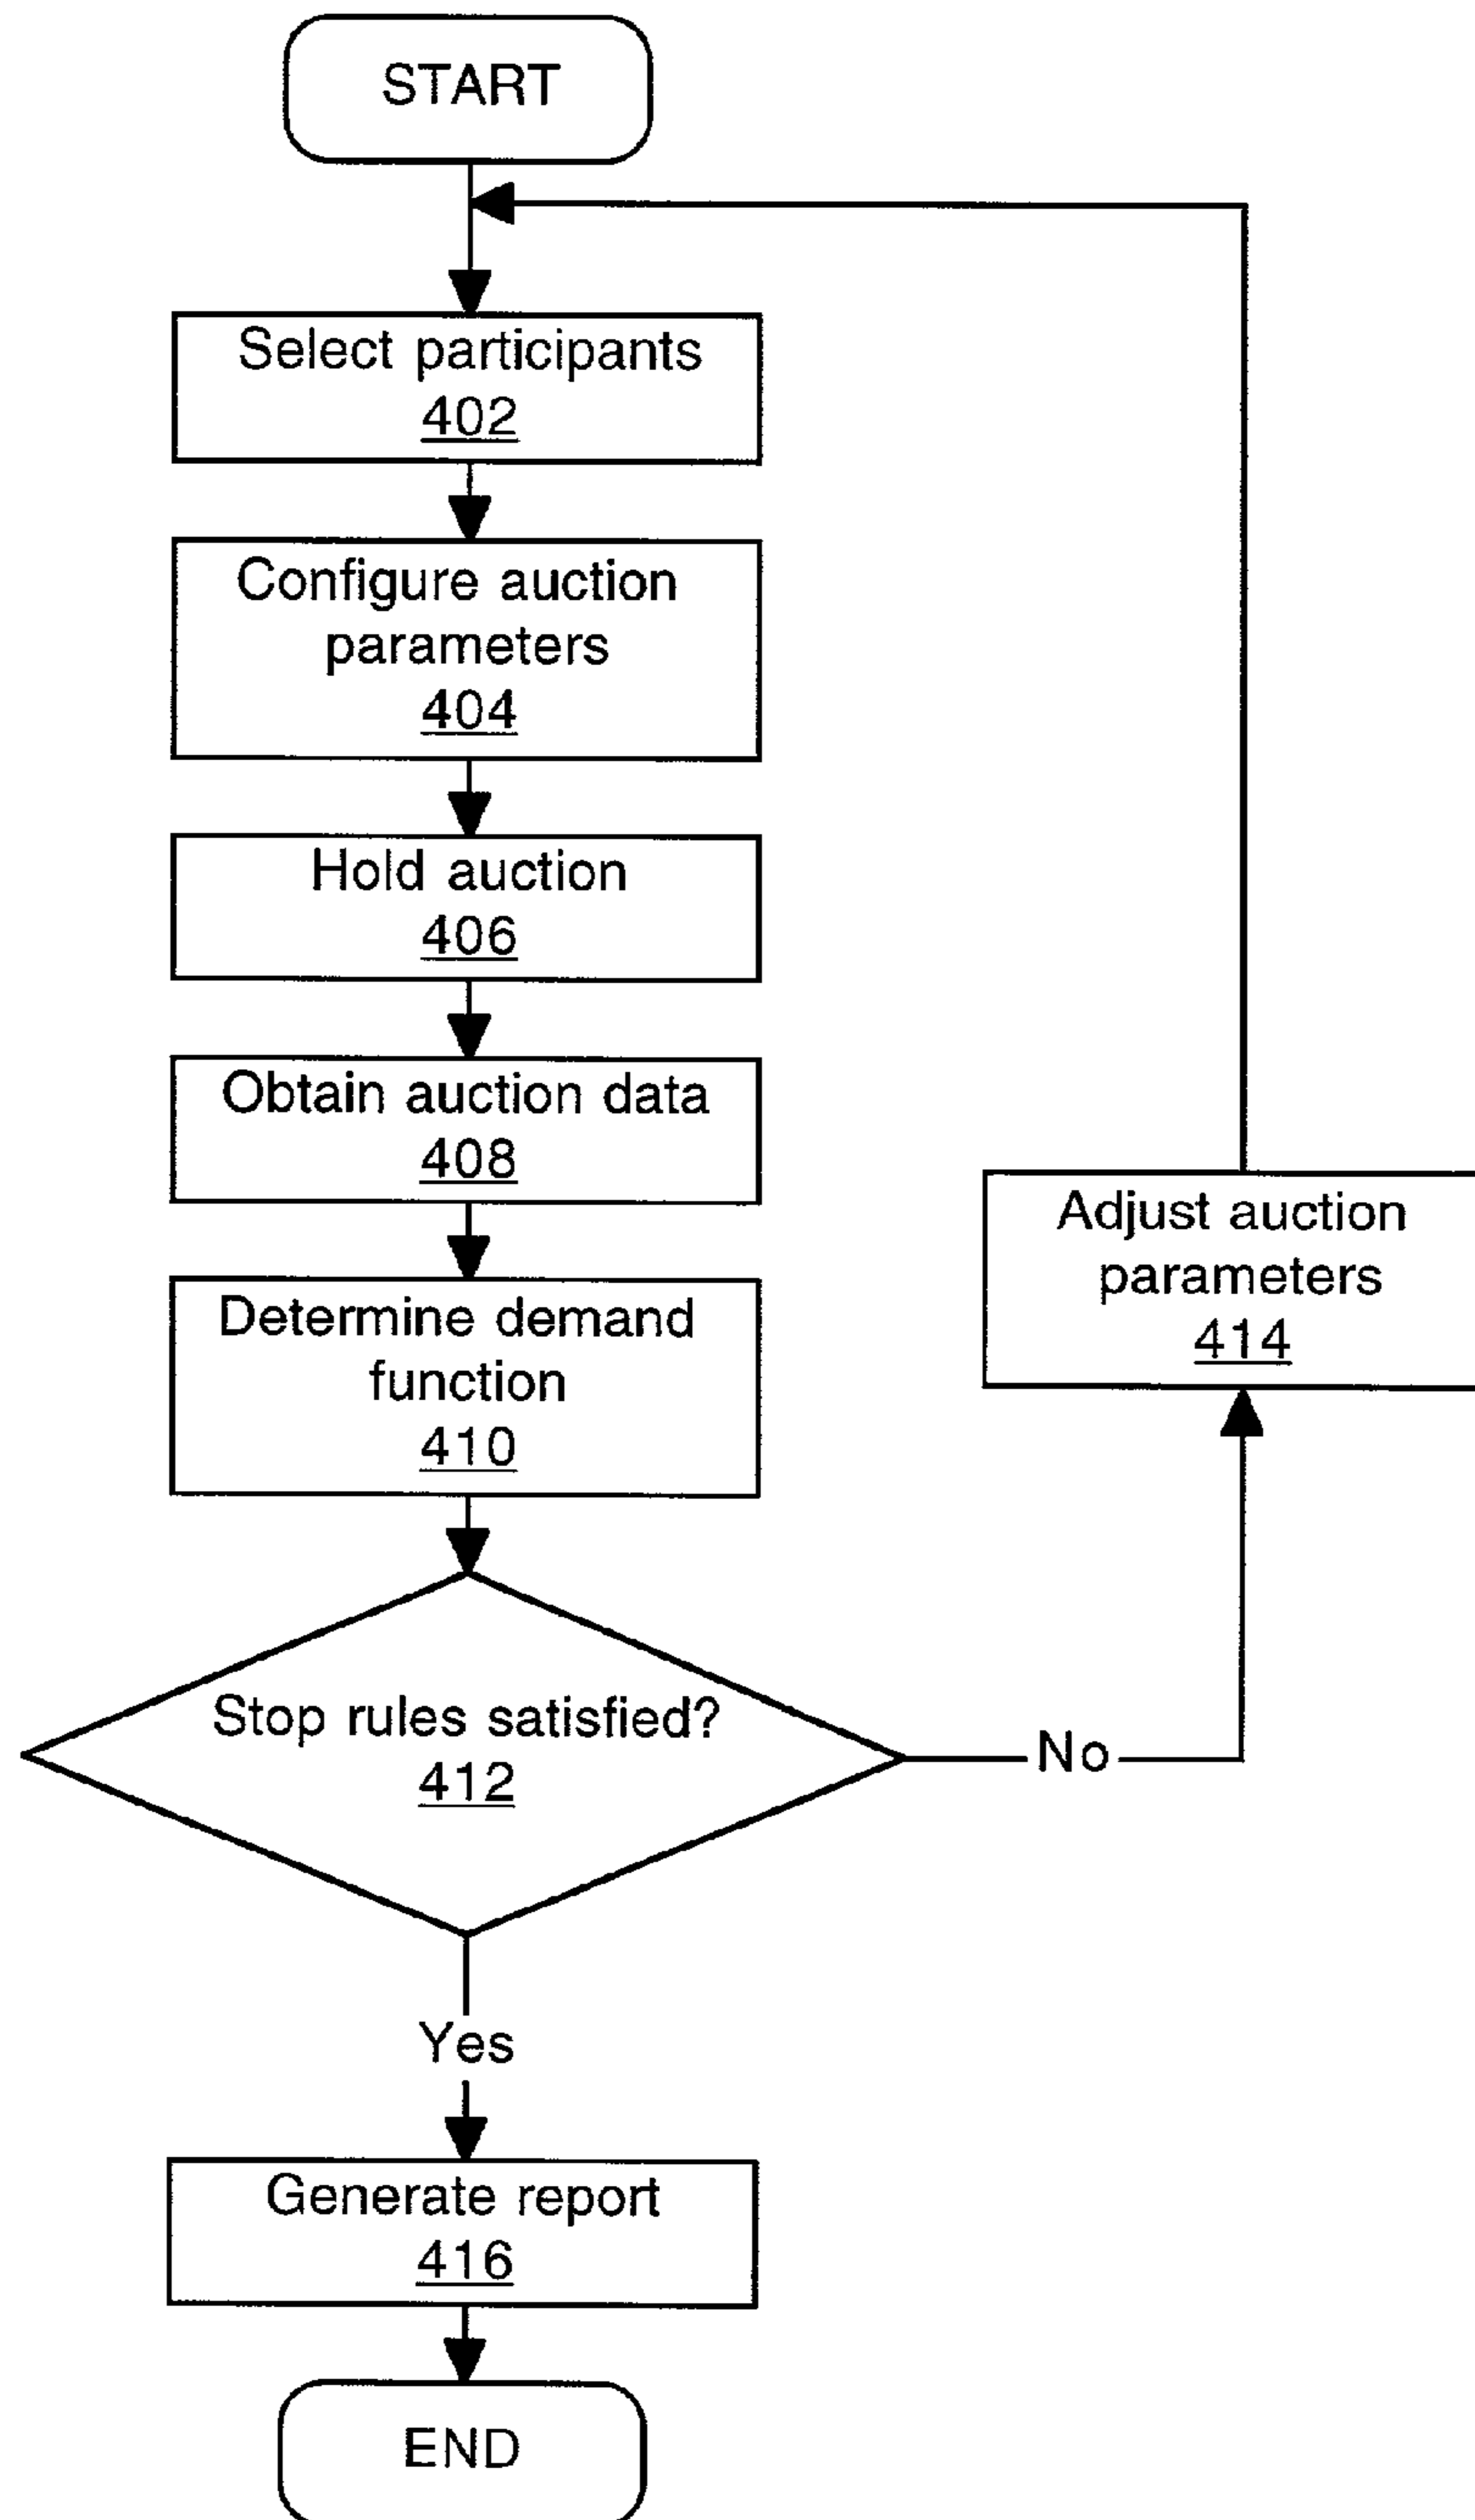 START
Select participants
402
Configure auction
parameters
404
Hold auction
406
Obtain auction data
408
Determine demand
function
410
Adjust auction
parameters
414
Stop rules satisfied?
412
No
Yes
Generate report
416
END